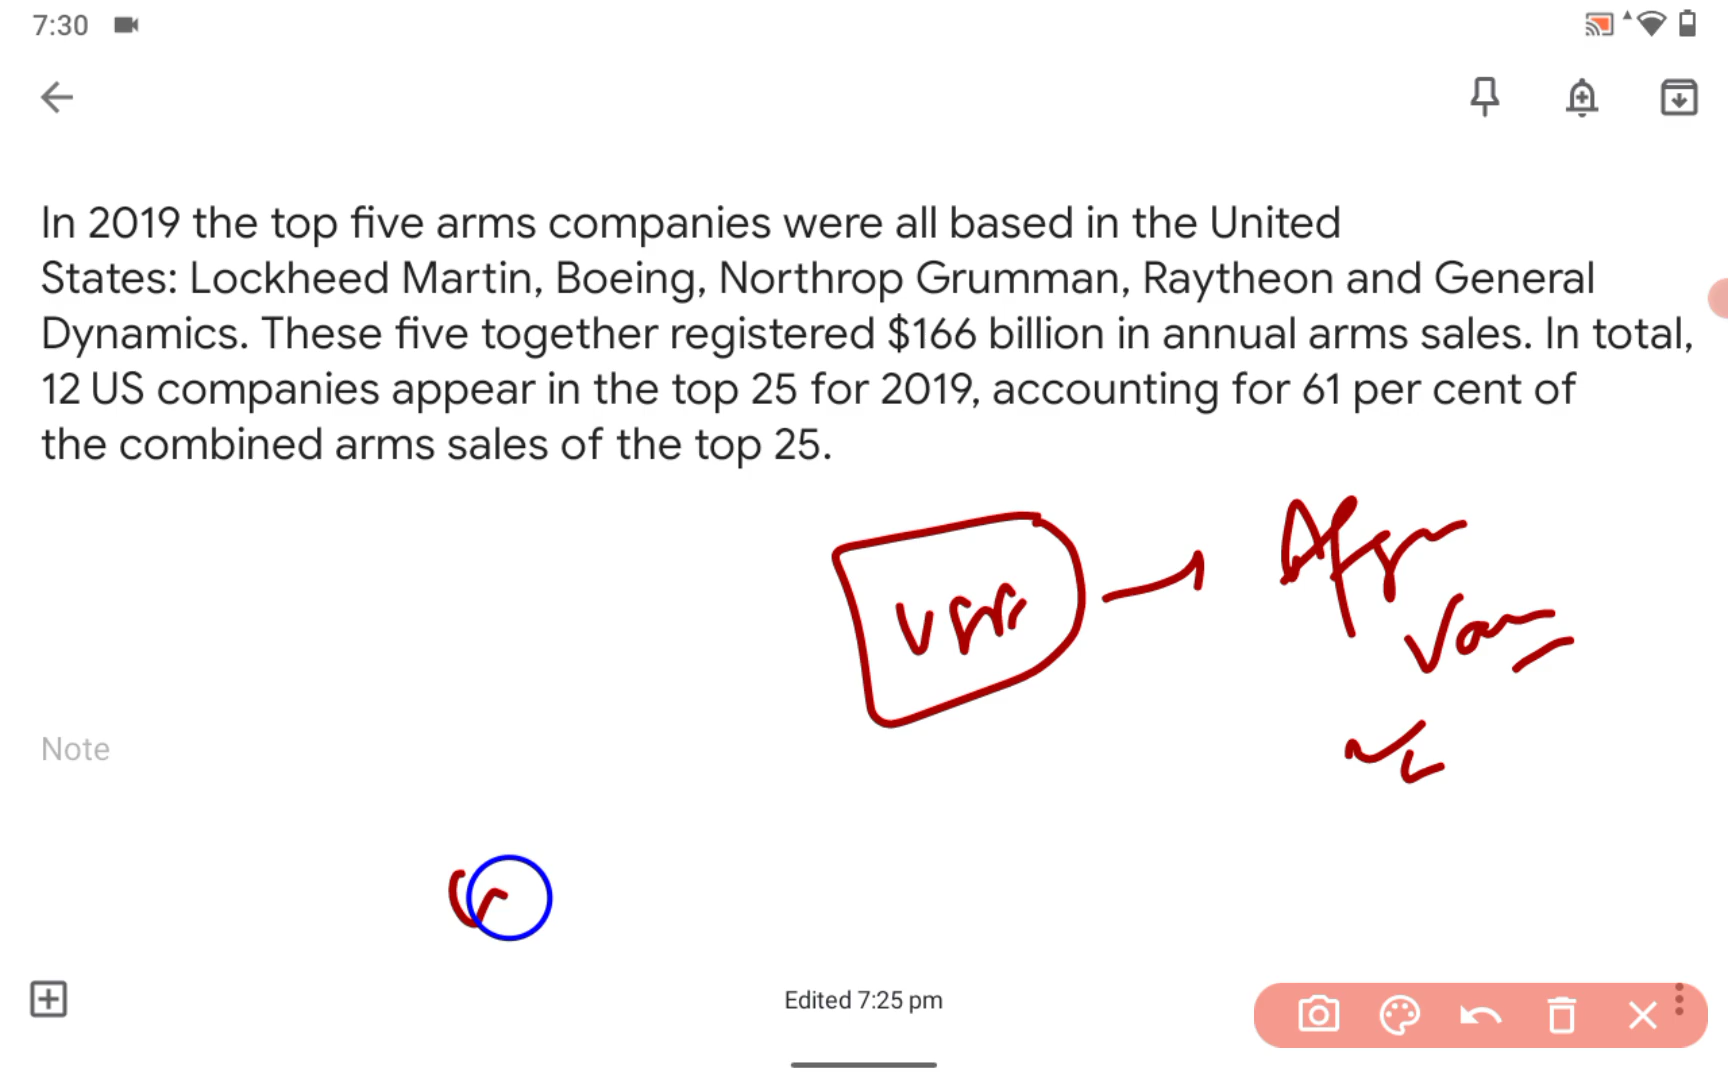 7:30
In 2019 the top five arms companies were all based in the United
States: Lockheed Martin, Boeing, Northrop Grumman, Raytheon and General
Dynamics. These five together registered $166 billion in annual arms sales. In total,
12 US companies appear in the top 25 for 2019, accounting for 61 per cent of
the combined arms sales of the top 25.
Note
Edited 7:25 pm